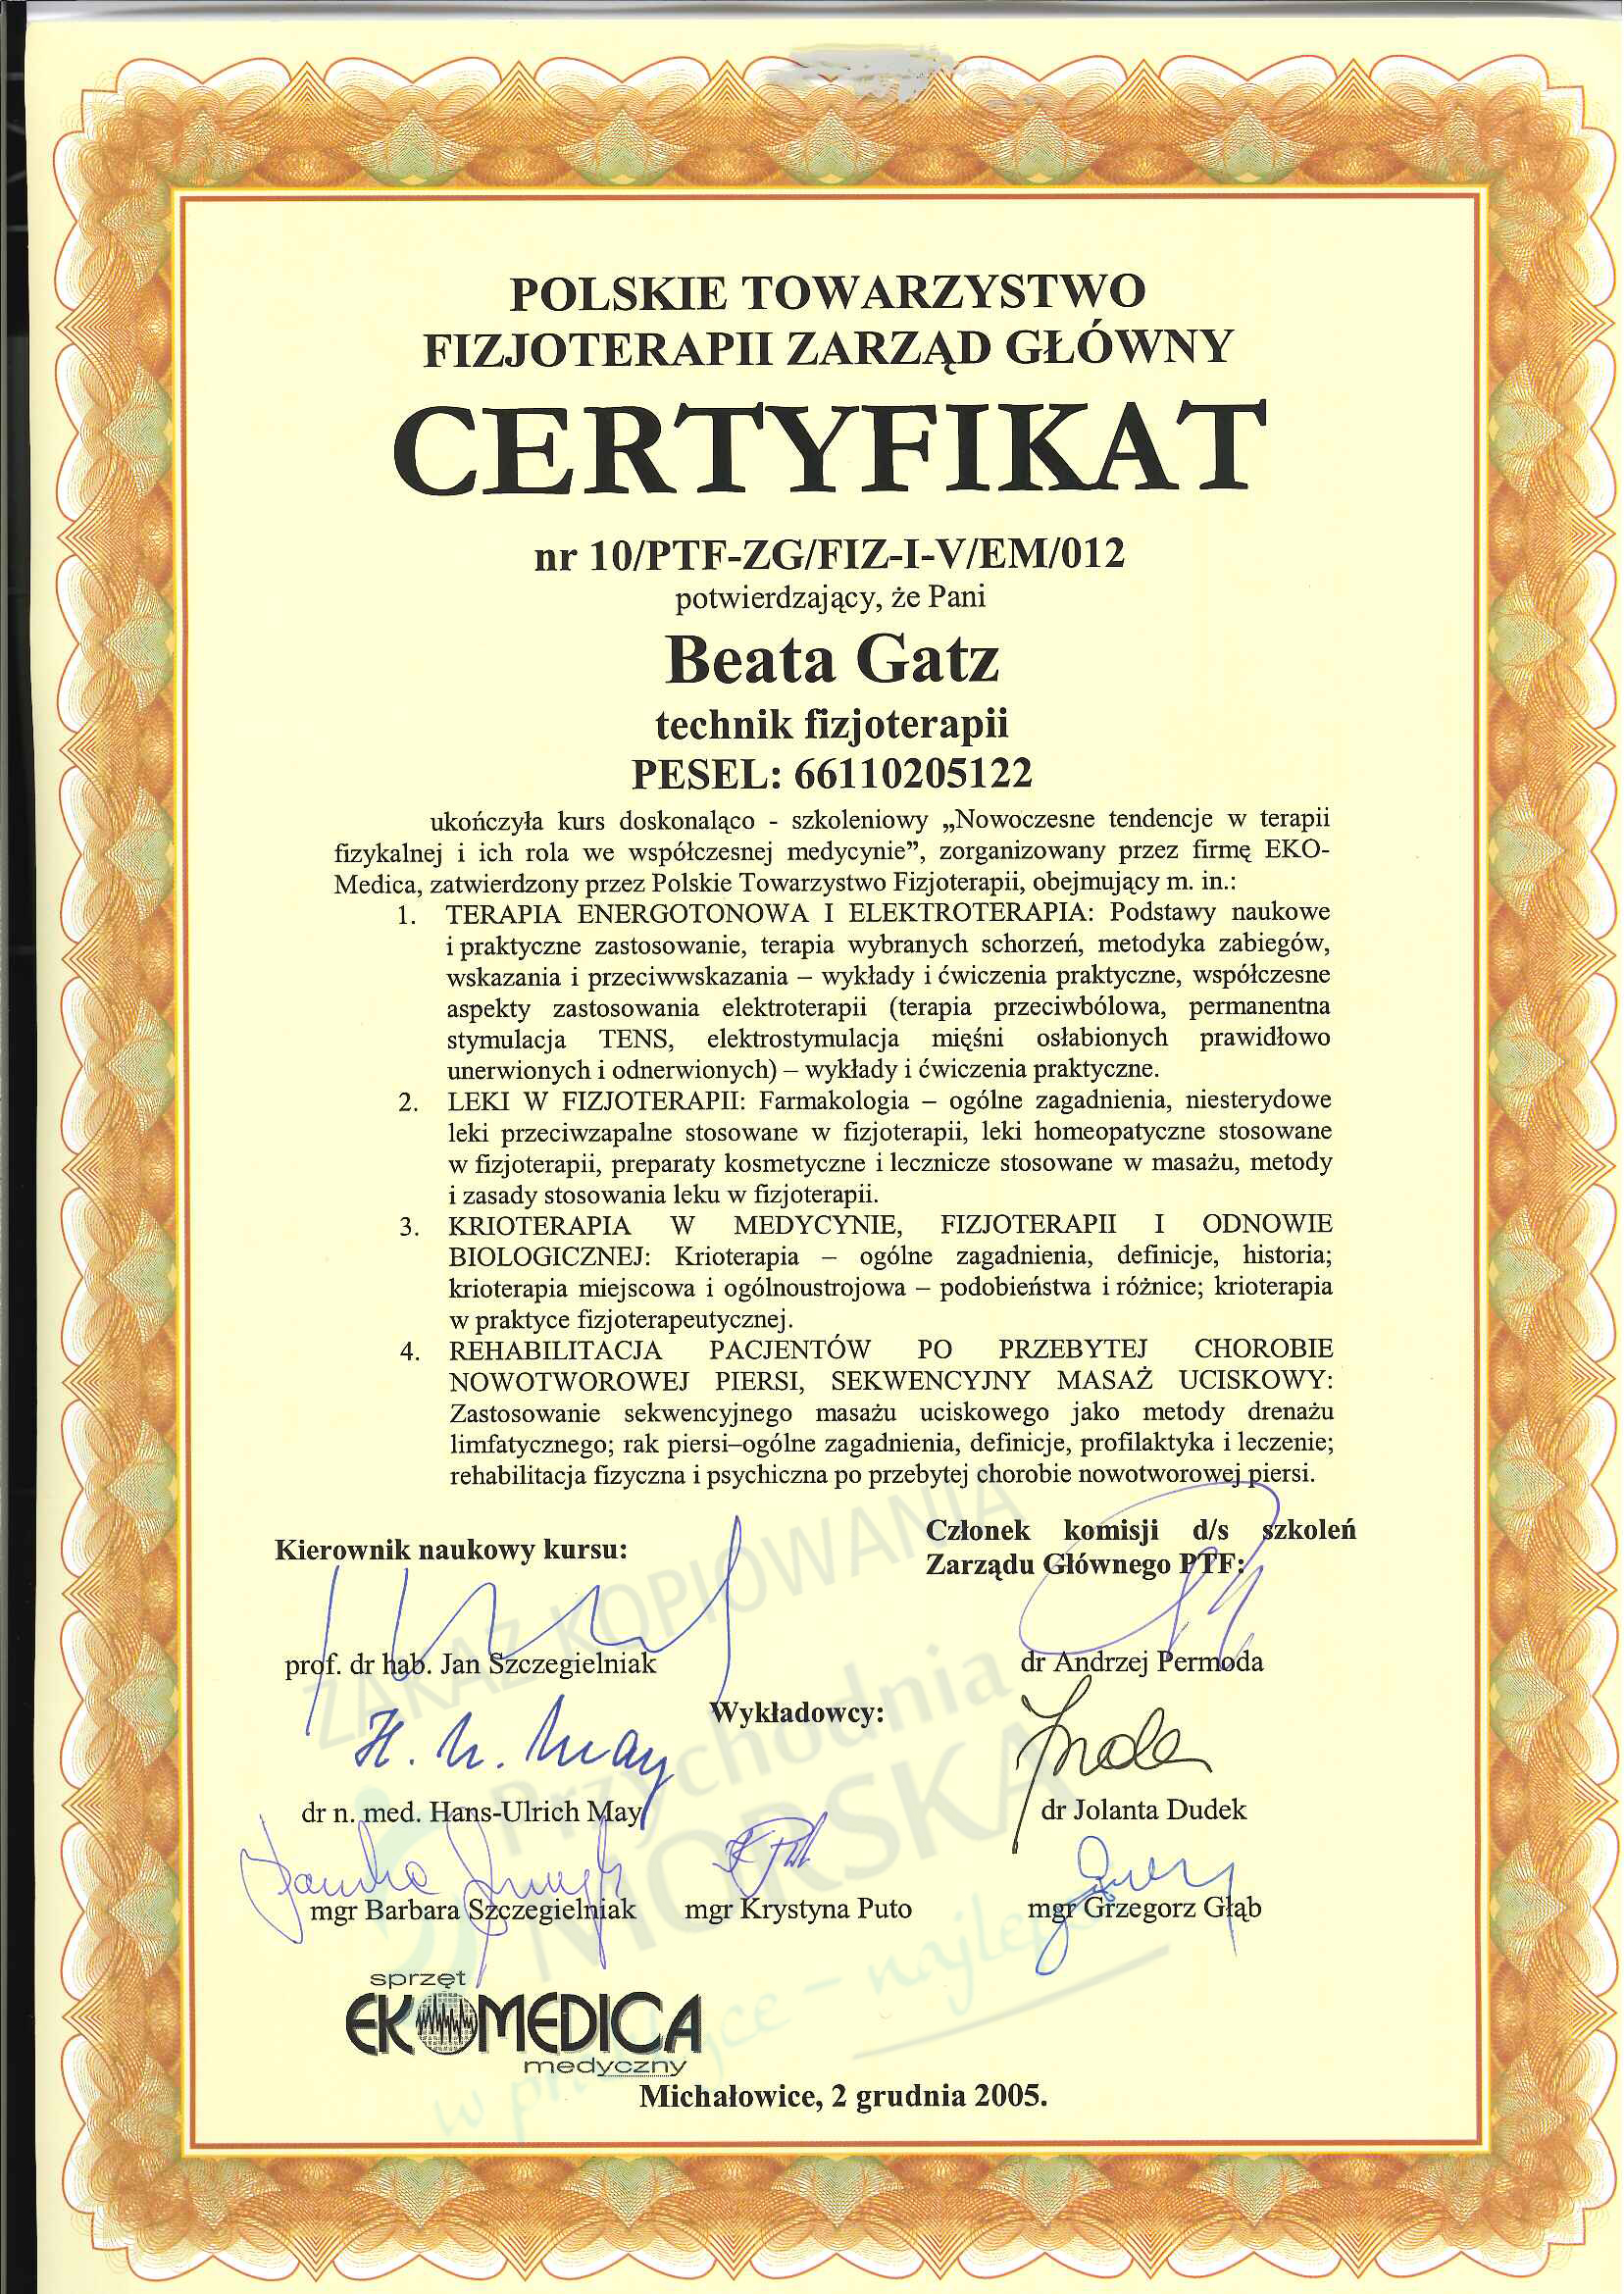 POLSKIE TOWARZYSTWO
FIZJOTERAPII ZARZĄD GŁÓWNY
CERTYFIKAT
nr 10/PTF-ZG/FIZ-I-V/EM/012
potwierdzający, że Pani
Beata Gatz
technik fizjoterapii
PESEL: 66110205122
ukończyła kurs doskonaląco - szkoleniowy „Nowoczesne tendencje w terapii
fizykalnej i ich rola we współczesnej medycynie”, zorganizowany przez firmę EKO-
Medica, zatwierdzony przez Polskie Towarzystwo Fizjoterapii, obejmujący m. in.:
1. TERAPIA ENERGOTONOWA I ELEKTROTERAPIA: Podstawy naukowe
i praktyczne zastosowanie, terapia wybranych schorzeń, metodyka zabiegów,
wskazania i przeciwwskazania – wykłady i ćwiczenia praktyczne, współczesne
aspekty zastosowania elektroterapii (terapia przeciwbólowa, permanentna
stymulacja TENS, elektrostymulacja mięśni osłabionych prawidłowo
unerwionych i odnerwionych) – wykłady i ćwiczenia praktyczne.
2. LEKI W FIZJOTERAPII: Farmakologia – ogólne zagadnienia, niesterydowe
leki przeciwzapalne stosowane w fizjoterapii, leki homeopatyczne stosowane
w fizjoterapii, preparaty kosmetyczne i lecznicze stosowane w masażu, metody
i zasady stosowania leku w fizjoterapii.
3. KRIOTERAPIA W MEDYCYNIE, FIZJOTERAPII I ODNOWIE
BIOLOGICZNEJ: Krioterapia – ogólne zagadnienia, definicje, historia;
krioterapia miejscowa i ogólnoustrojowa – podobieństwa i różnice; krioterapia
w praktyce fizjoterapeutycznej.
4. REHABILITACJA PACJENTÓW PO PRZEBYTEJ CHOROBIE
NOWOTWOROWEJ PIERSI, SEKWENCYJNY MASAŻ UCISKOWY:
Zastosowanie sekwencyjnego masażu uciskowego jako metody drenażu
limfatycznego; rak piersi–ogólne zagadnienia, definicje, profilaktyka i leczenie;
rehabilitacja fizyczna i psychiczna po przebytej chorobie nowotworowej piersi.
Kierownik naukowy kursu:
Członek komisji d/s szkoleń
Zarządu Głównego PTF:
prof. dr hab. Jan Szczegielniak
dr Andrzej Permoda
Wykładowcy:
H. U. May
dr n. med. Hans-Ulrich May
dr Jolanta Dudek
mgr Barbara Szczegielniak
mgr Krystyna Puto
mgr Grzegorz Głąb
sprzęt
EKOMEDICA
medyczny
Michałowice, 2 grudnia 2005.
ZAKAZ KOPIOWANIA
Przychodnia
MORSKA